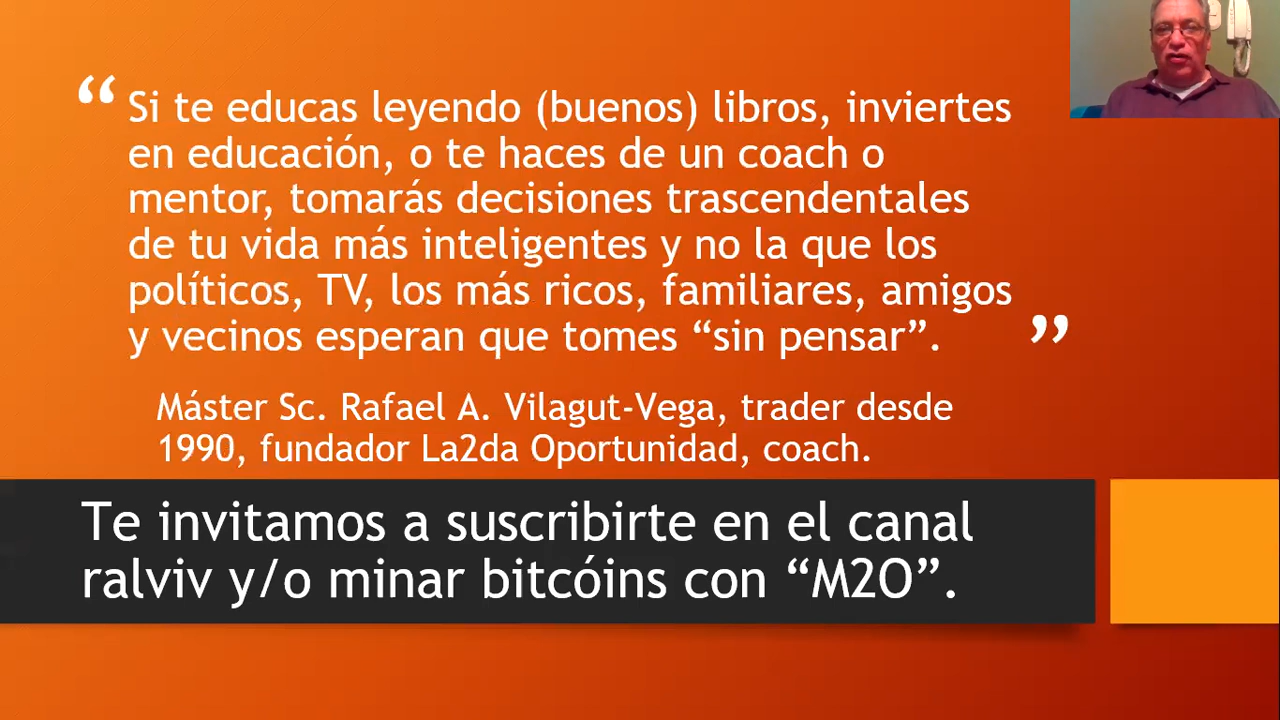 “ Si te educas leyendo (buenos) libros, inviertes
en educación, o te haces de un coach o
mentor, tomarás decisiones trascendentales
de tu vida más inteligentes y no la que los
políticos, TV, los más ricos, familiares, amigos
y vecinos esperan que tomes “sin pensar”. ”
Máster Sc. Rafael A. Vilagut-Vega, trader desde
1990, fundador La2da Oportunidad, coach.
Te invitamos a suscribirte en el canal
ralviv y/o minar bitcóins con “M2O”.